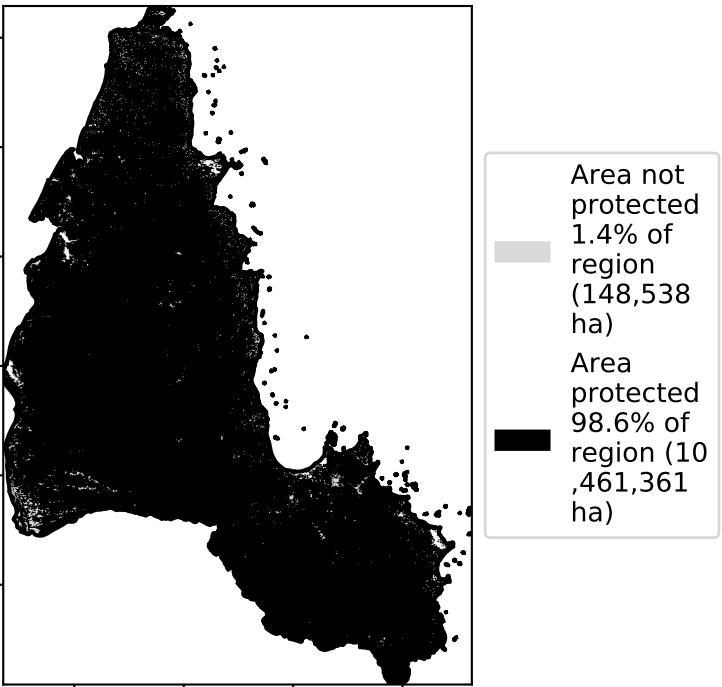 Area not
protected
1.4% of
region
(148,538
ha)
Area
protected
98.6% of
region (10
,461,361
ha)